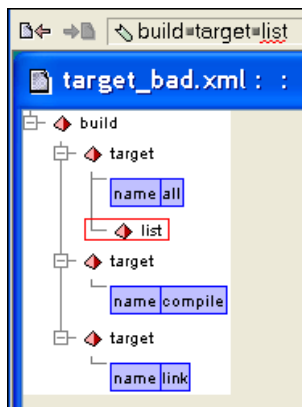 build=target=list
target_bad.xml : :
build
target
name all
list
target
name compile
target
name link